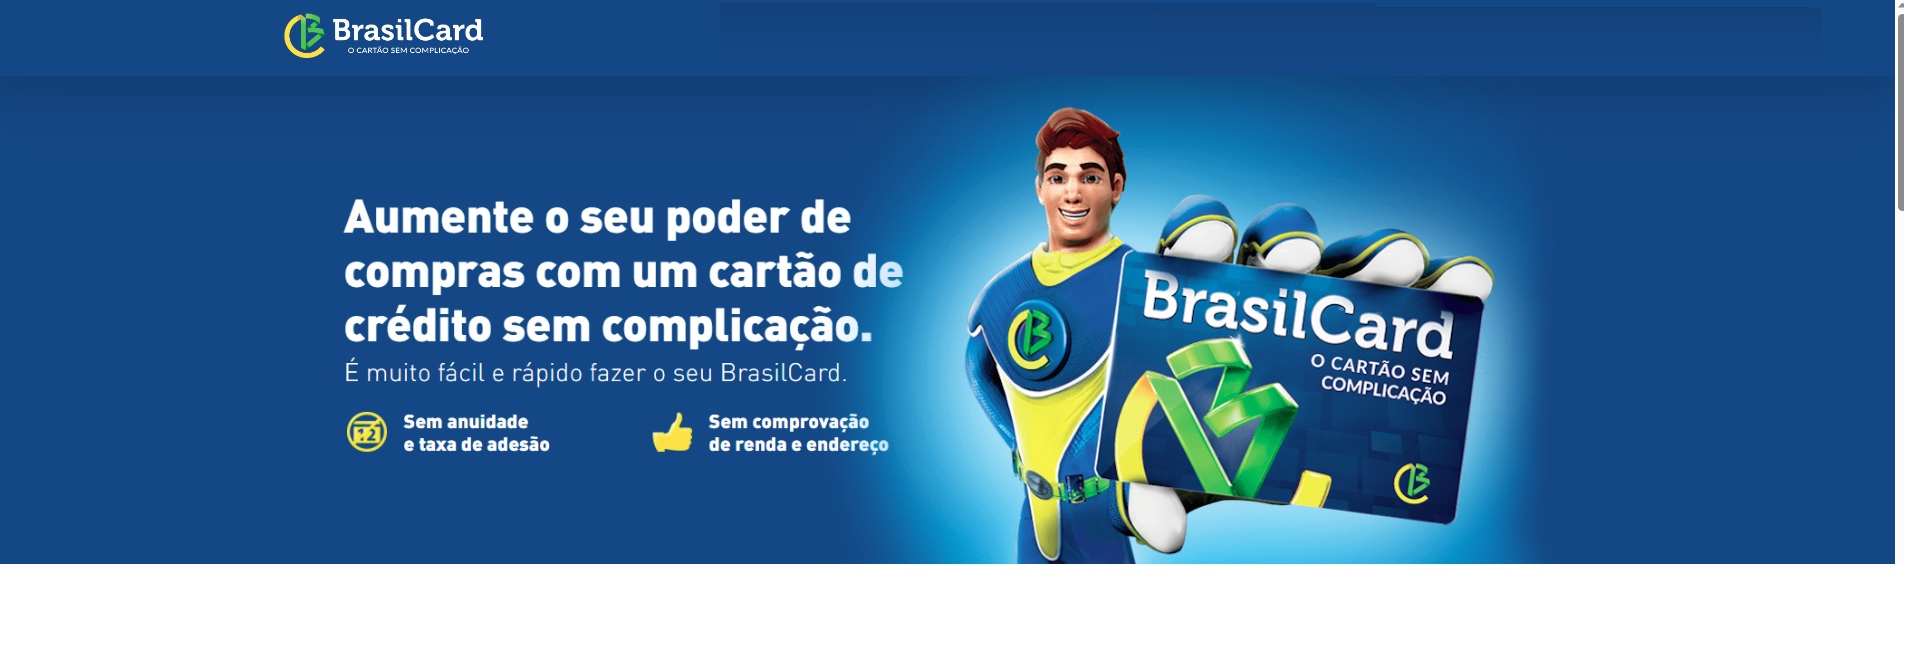 BrasilCard
O CARTÃO SEM COMPLICAÇÃO
Aumente o seu poder de
compras com um cartão de
crédito sem complicação.
É muito fácil e rápido fazer o seu BrasilCard.
Sem anuidade
e taxa de adesão
Sem comprovação
de renda e endereço
BrasilCard
O CARTÃO SEM
COMPLICAÇÃO